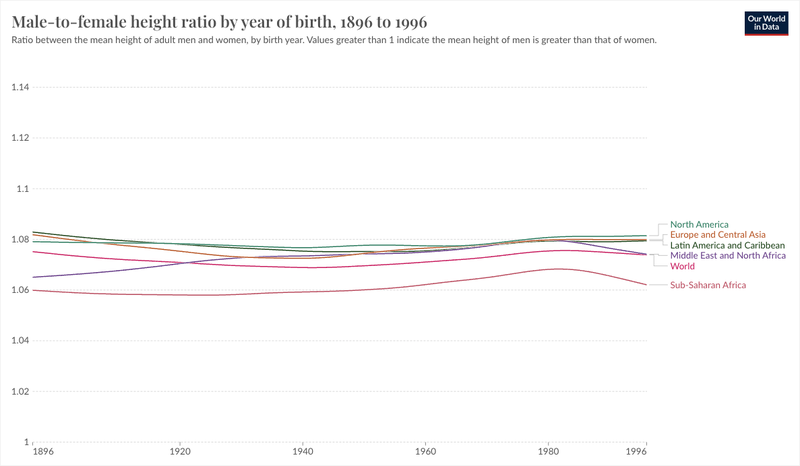 Male-to-female height ratio by year of birth, 1896 to 1996
Our World
in Data
Ratio between the mean height of adult men and women, by birth year. Values greater than 1 indicate the mean height of men is greater than that of women.
1.14
1.12
1.1
1.08
1.06
1.04
1.02
1
North America
Europe and Central Asia
Latin America and Caribbean
Middle East and North Africa
World
Sub-Saharan Africa
1896
1920
1940
1960
1980
1996